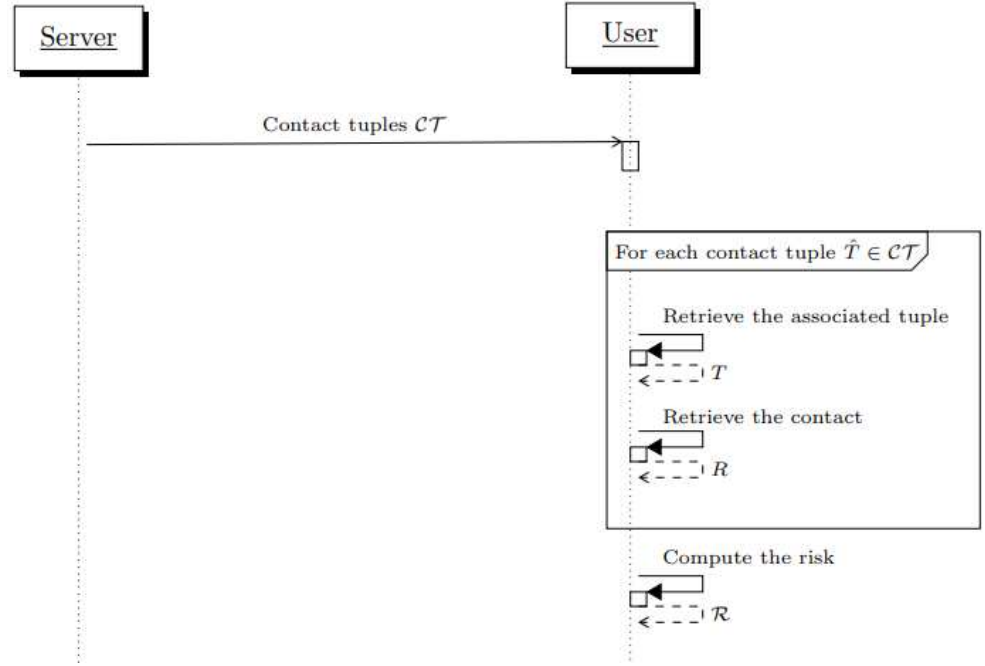 Server
User
Contact tuples 𝒞𝒯
For each contact tuple T̂ ∈ 𝒞𝒯
Retrieve the associated tuple
T
Retrieve the contact
R
Compute the risk
ℛ